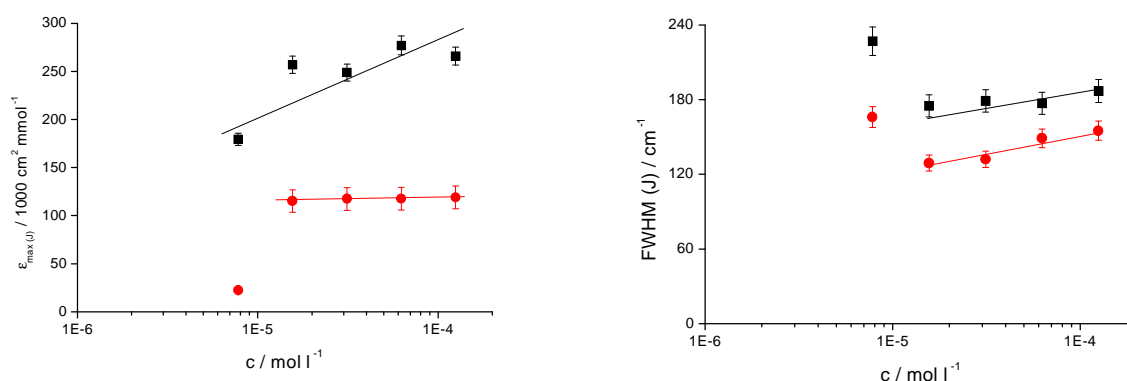 300
250
200
150
100
50
0
ε max (J) / 1000 cm² mmol⁻¹
1E-6 1E-5 1E-4
c / mol l⁻¹
240
180
120
60
0
FWHM (J) / cm⁻¹
1E-6 1E-5 1E-4
c / mol l⁻¹